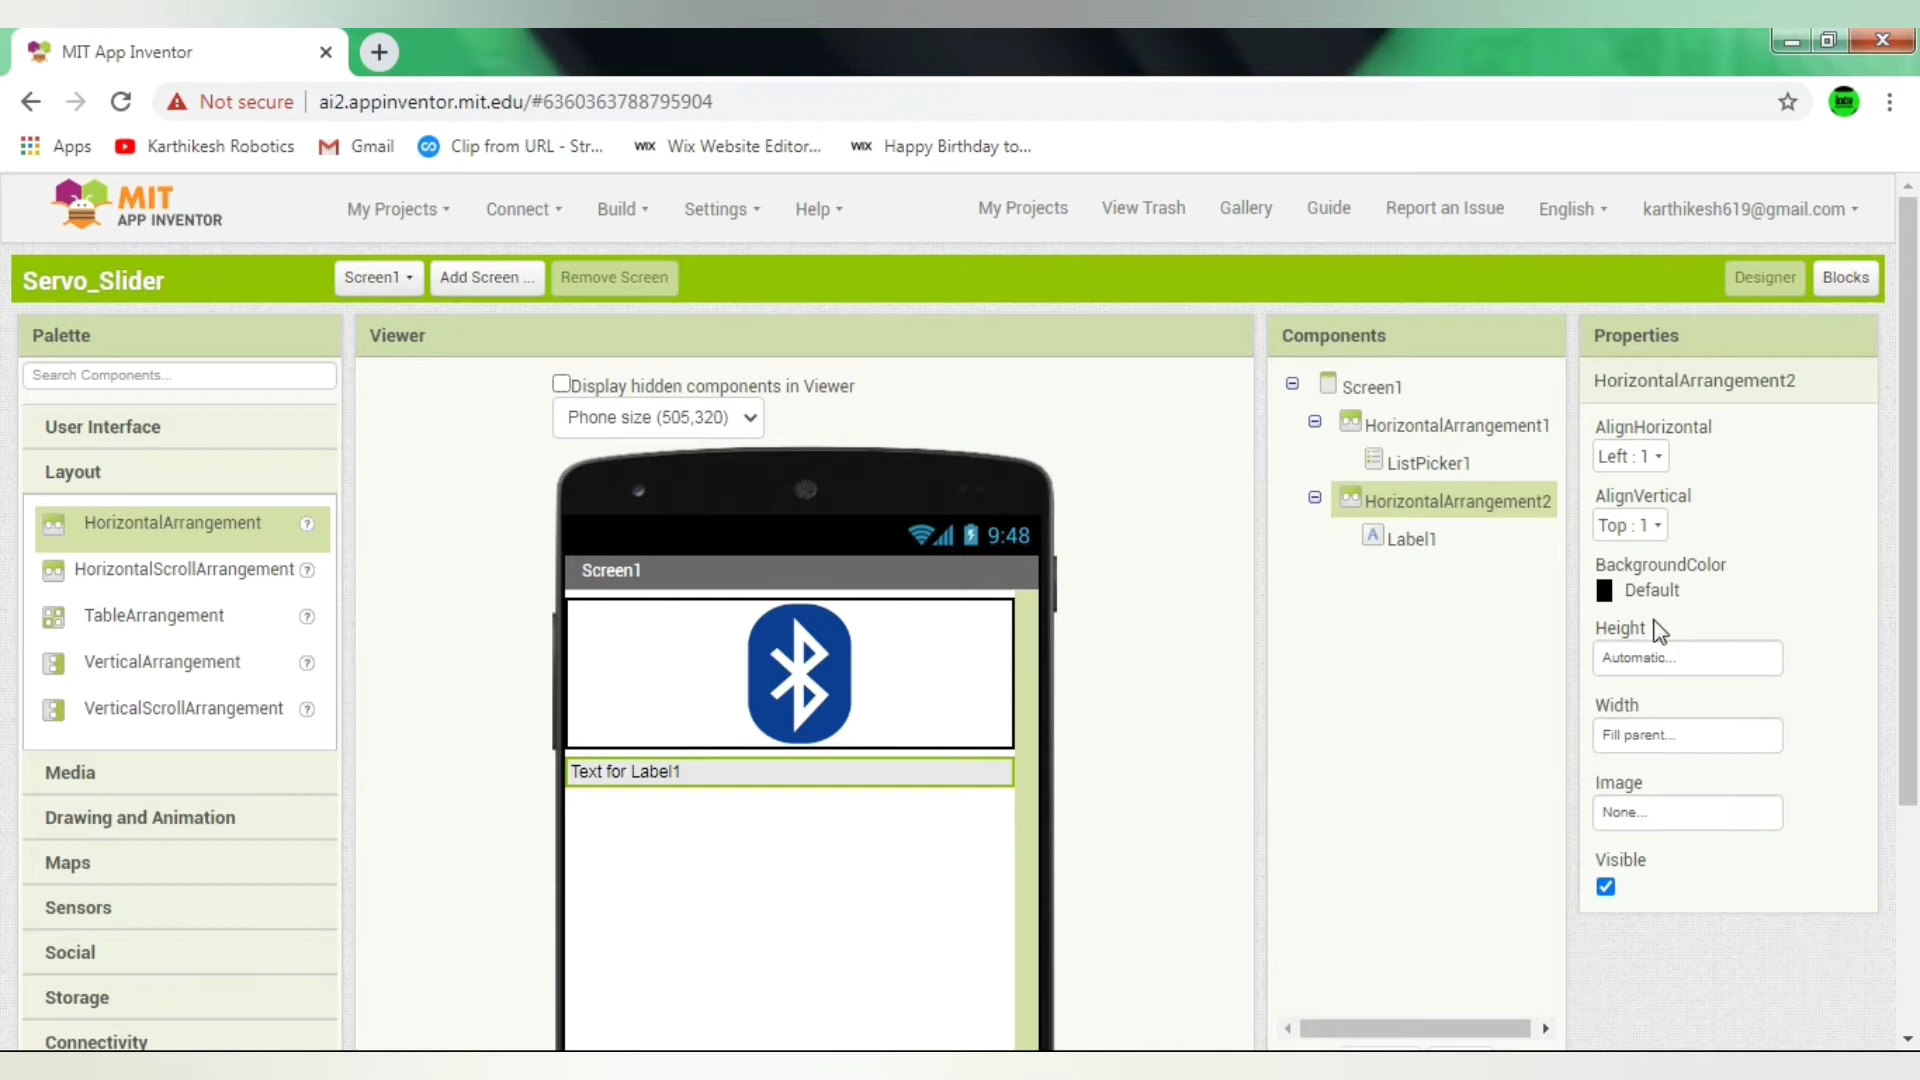 MIT App Inventor
Not secure
ai2.appinventor.mit.edu/#6360363788795904
Apps
Karthikesh Robotics
Gmail
Clip from URL - Str...
WIX Wix Website Editor...
WIX Happy Birthday to...
MIT
APP INVENTOR
My Projects
Connect
Build
Settings
Help
My Projects
View Trash
Gallery
Guide
Report an Issue
English
karthikesh619@gmail.com
Servo_Slider
Screen1
Add Screen ...
Remove Screen
Designer
Blocks
Palette
Search Components...
User Interface
Layout
HorizontalArrangement ?
HorizontalScrollArrangement ?
TableArrangement ?
VerticalArrangement ?
VerticalScrollArrangement ?
Media
Drawing and Animation
Maps
Sensors
Social
Storage
Connectivity
Viewer
Display hidden components in Viewer
Phone size (505,320)
9:48
Screen1
Text for Label1
Components
Screen1
HorizontalArrangement1
ListPicker1
HorizontalArrangement2
A Label1
Properties
HorizontalArrangement2
AlignHorizontal
Left : 1
AlignVertical
Top : 1
BackgroundColor
Default
Height
Automatic...
Width
Fill parent...
Image
None...
Visible